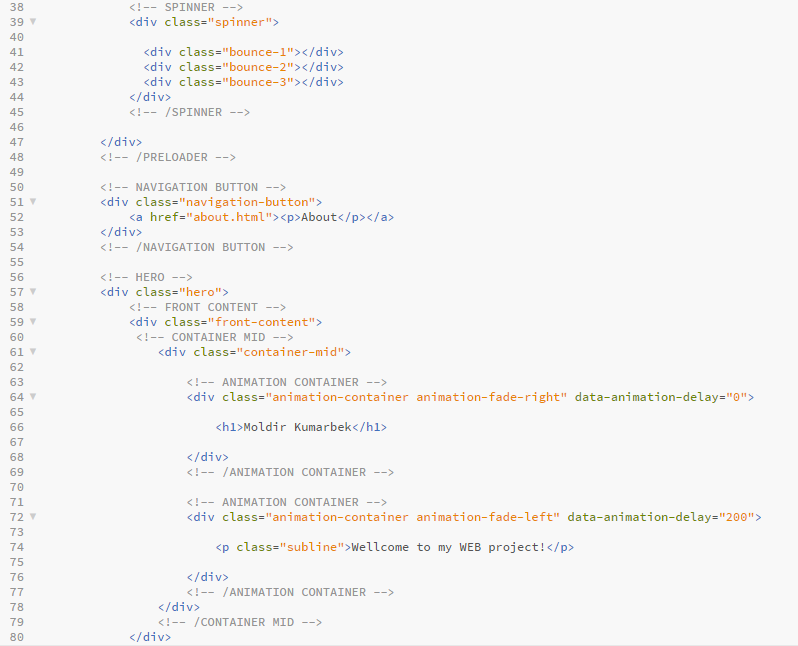 38 <!-- SPINNER -->
39 <div class="spinner">
40
41 <div class="bounce-1"></div>
42 <div class="bounce-2"></div>
43 <div class="bounce-3"></div>
44 </div>
45 <!-- /SPINNER -->
46
47 </div>
48 <!-- /PRELOADER -->
49
50 <!-- NAVIGATION BUTTON -->
51 <div class="navigation-button">
52 <a href="about.html"><p>About</p></a>
53 </div>
54 <!-- /NAVIGATION BUTTON -->
55
56 <!-- HERO -->
57 <div class="hero">
58 <!-- FRONT CONTENT -->
59 <div class="front-content">
60 <!-- CONTAINER MID -->
61 <div class="container-mid">
62
63 <!-- ANIMATION CONTAINER -->
64 <div class="animation-container animation-fade-right" data-animation-delay="0">
65
66 <h1>Moldir Kumarbek</h1>
67
68 </div>
69 <!-- /ANIMATION CONTAINER -->
70
71 <!-- ANIMATION CONTAINER -->
72 <div class="animation-container animation-fade-left" data-animation-delay="200">
73
74 <p class="subline">Wellcome to my WEB project!</p>
75
76 </div>
77 <!-- /ANIMATION CONTAINER -->
78 </div>
79 <!-- /CONTAINER MID -->
80 </div>